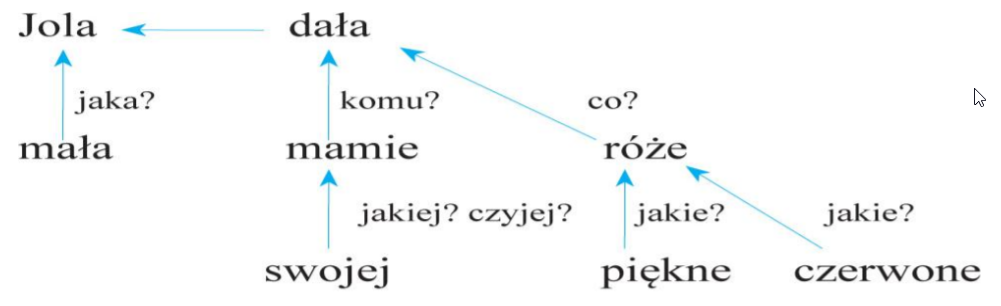 Jola dała
jaka? komu? co?
mała mamie róże
jakiej? czyjej? jakie? jakie?
swojej piękne czerwone